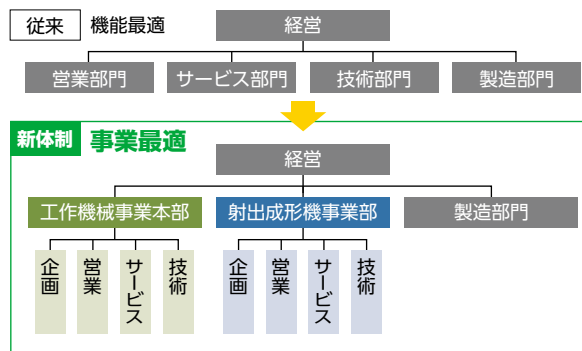 従来 機能最適
経営
営業部門 サービス部門 技術部門 製造部門
新体制 事業最適
経営
工作機械事業本部 射出成形機事業部 製造部門
企画 営業 サービス 技術 企画 営業 サービス 技術